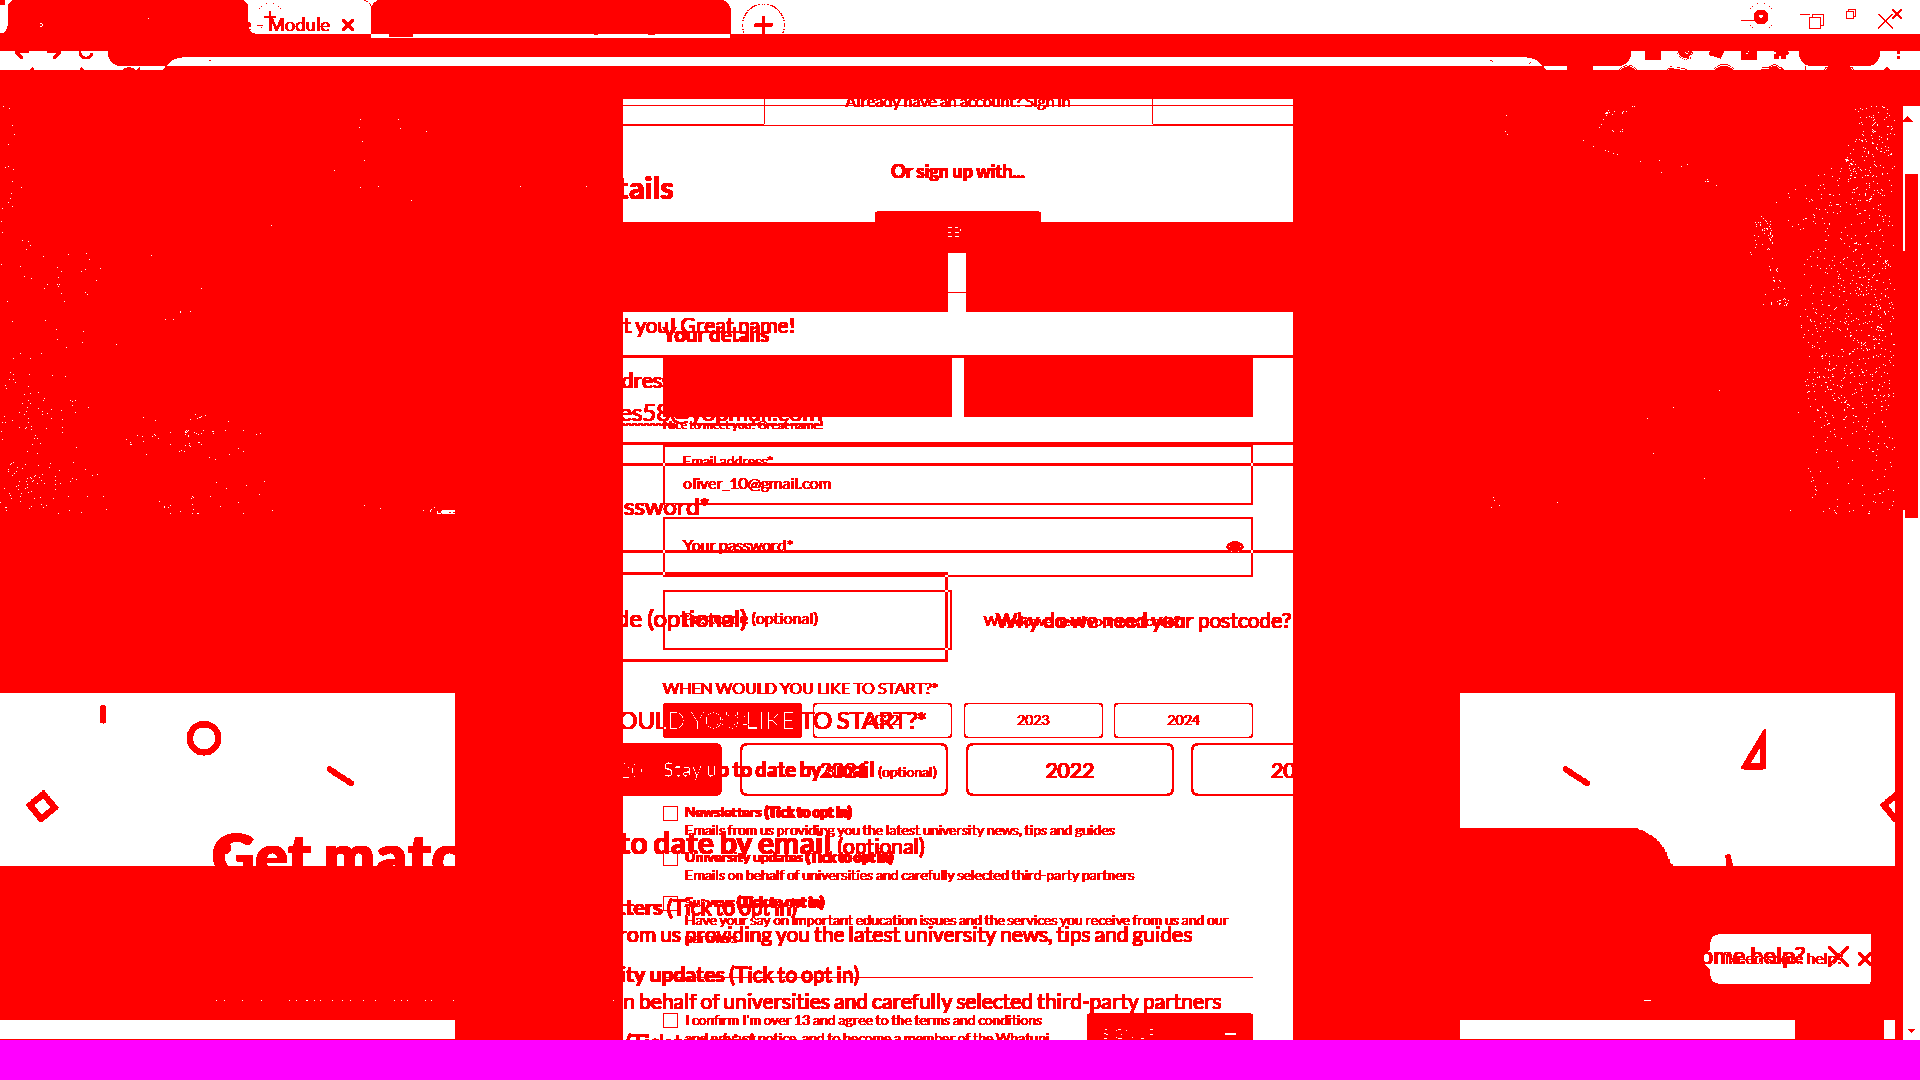 - Module
Already have an account? Sign in
Or sign up with...
tails
t you! Great name!
Your details
dres
es58@yopmail.com
Nice to meet you. Great name!
Email address*
oliver_10@gmail.com
ssword*
Your password*
de (optional)
(optional)
Why do we need your postcode?
WHEN WOULD YOU LIKE TO START?*
2023
2024
OULD YOU LIKE TO START?*
2021
2022
20
Stay up to date by email (optional)
Newsletters (Tick to opt in)
Emails from us providing you the latest university news, tips and guides
to date by email (optional)
University updates (Tick to opt in)
Emails on behalf of universities and carefully selected third-party partners
Get matc
Surveys (Tick to opt in)
tters (Tick to opt in)
Have your say on important education issues and the services you receive from us and our
partners
rom us providing you the latest university news, tips and guides
ome help?
help?
ity updates (Tick to opt in)
n behalf of universities and carefully selected third-party partners
I confirm I'm over 13 and agree to the terms and conditions
and privacy notice, and to become a member of the Whatuni